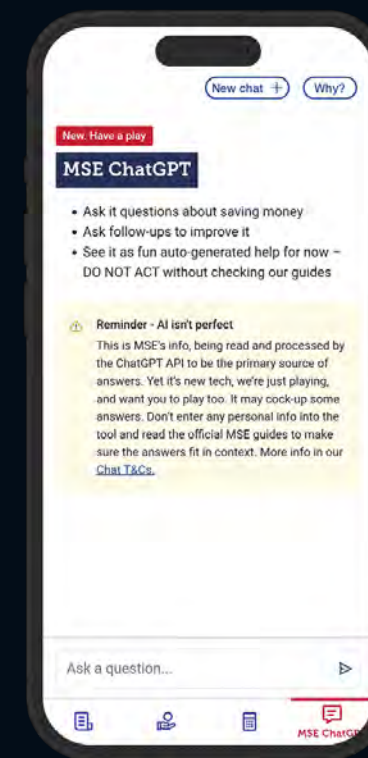 New chat +
Why?
New. Have a play
MSE ChatGPT
• Ask it questions about saving money
• Ask follow-ups to improve it
• See it as fun auto-generated help for now –
DO NOT ACT without checking our guides
Reminder - AI isn't perfect
This is MSE's info, being read and processed by
the ChatGPT API to be the primary source of
answers. Yet it's new tech, we're just playing,
and want you to play too. It may cock-up some
answers. Don't enter any personal info into the
tool and read the official MSE guides to make
sure the answers fit in context. More info in our
Chat T&Cs.
Ask a question...
MSE ChatGP